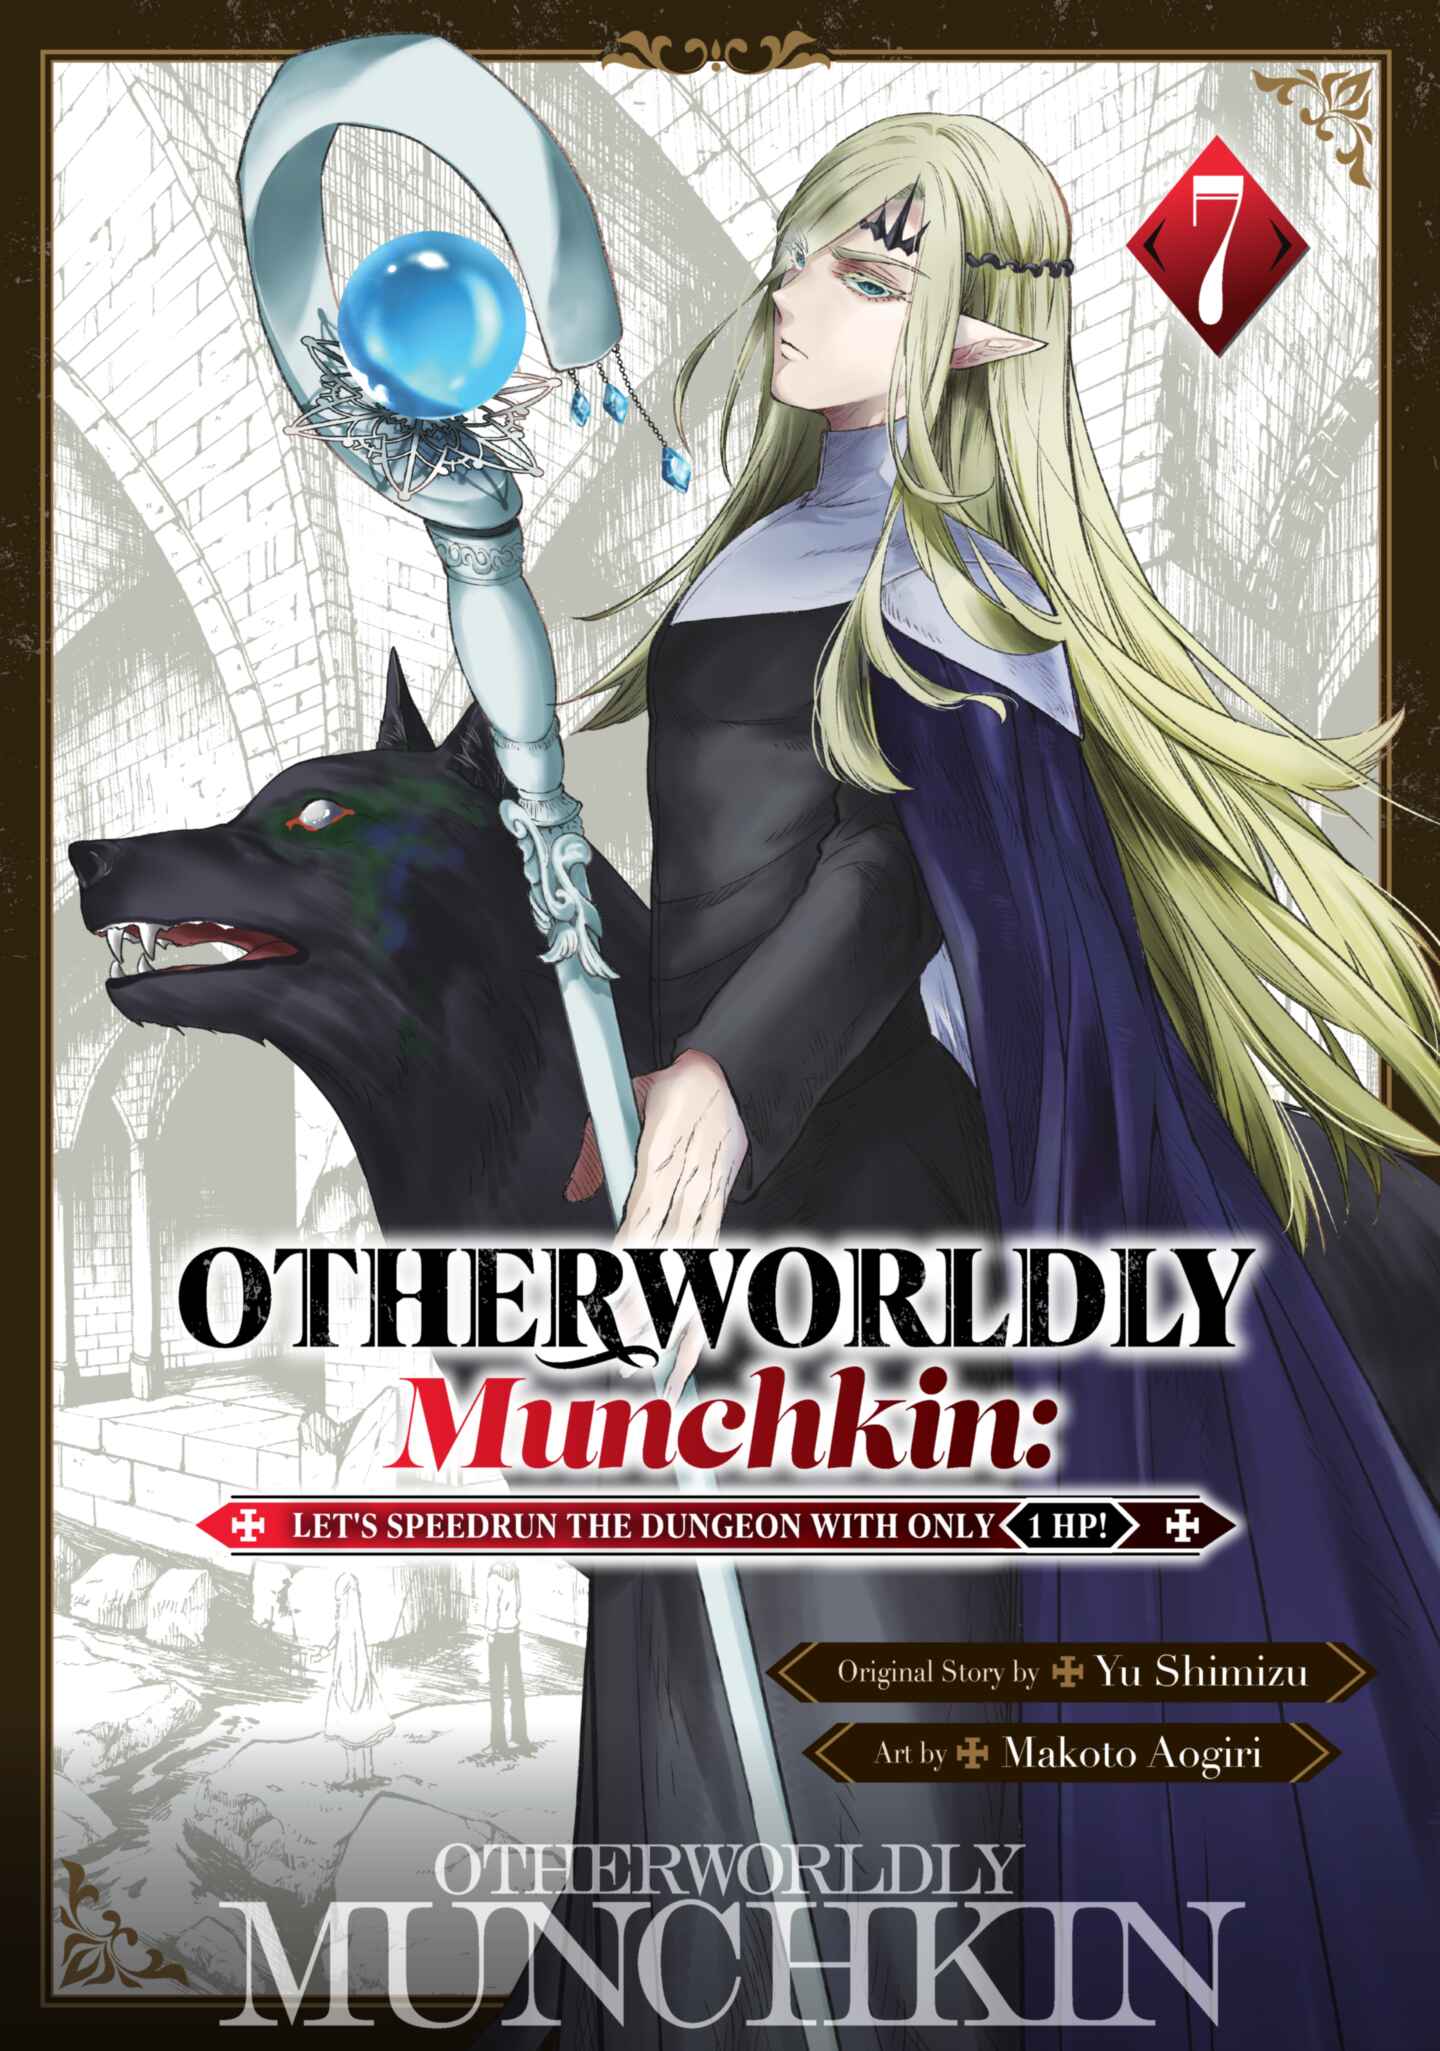 7
OTHERWORLDLY
Munchkin:
LET'S SPEEDRUN THE DUNGEON WITH ONLY 1 HP!
Original Story by Yu Shimizu
Art by Makoto Aogiri
OTHERWORLDLY
MUNCHKIN